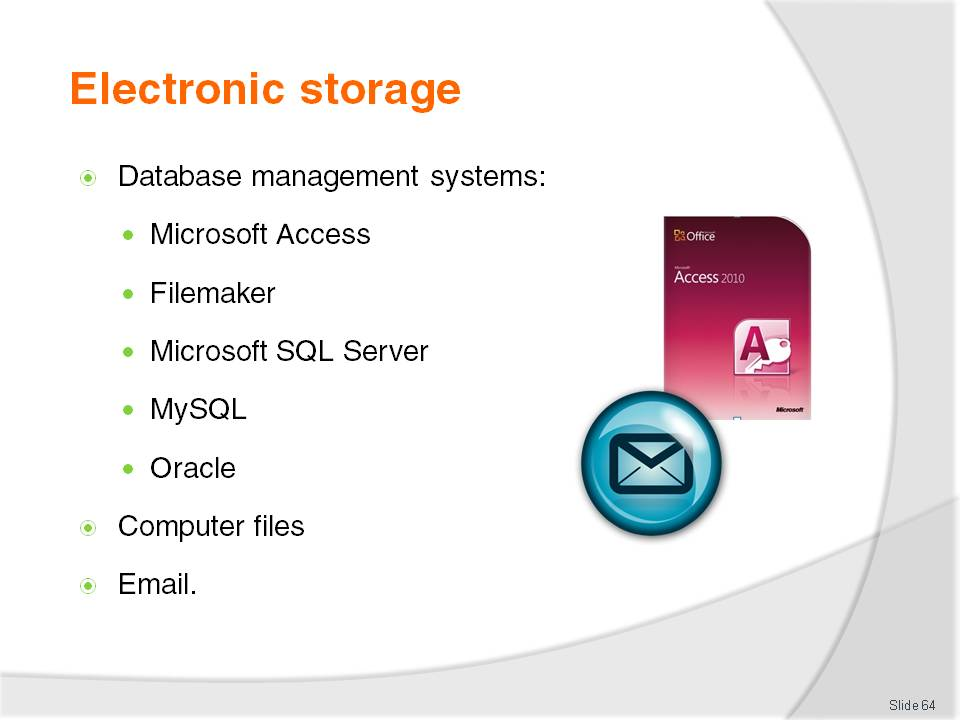 Electronic storage
Database management systems:
Microsoft Access
Filemaker
Microsoft SQL Server
MySQL
Oracle
Computer files
Email.
Office
Microsoft
Access 2010
A
Microsoft
Slide 64